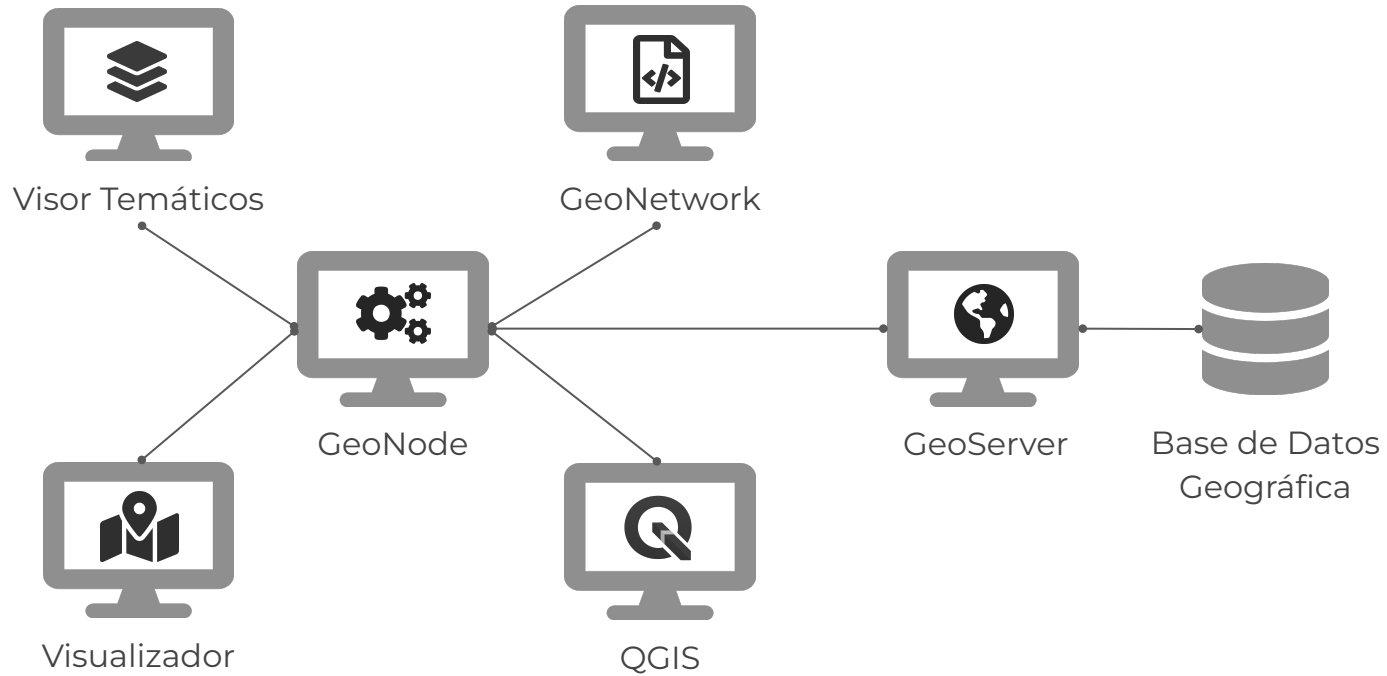 Visor Temáticos
GeoNetwork
GeoNode
GeoServer
Base de Datos
Geográfica
Visualizador
QGIS